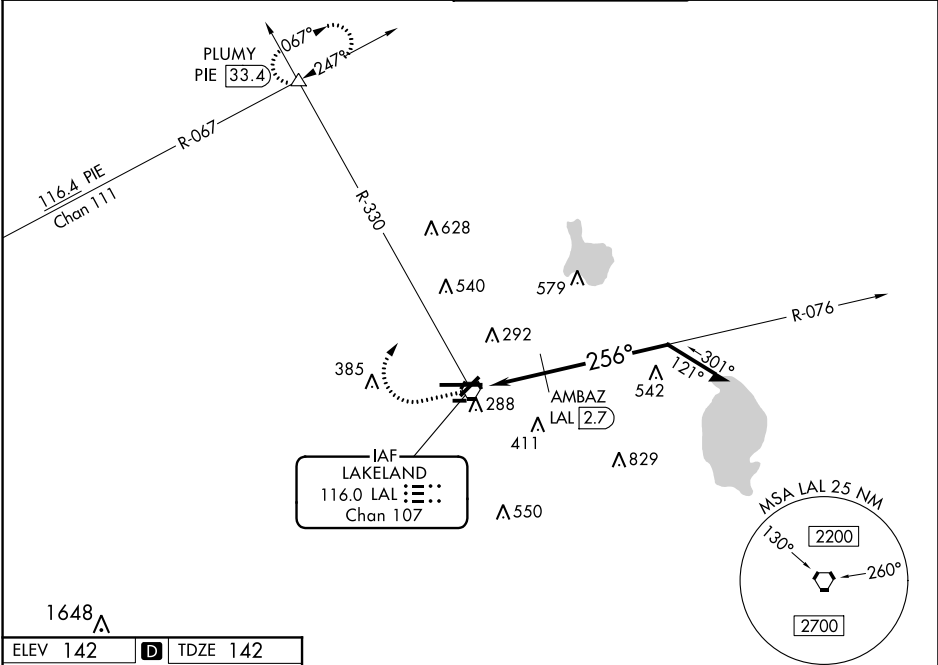 067°
247°
PLUMY
PIE 33.4
R-067
116.4 PIE
Chan 111
R-330
628
540
579
292
R-076
256°
301°
121°
385
542
AMBAZ
LAL 2.7
288
411
829
IAF
LAKELAND
116.0 LAL
Chan 107
550
MSA LAL 25 NM
130°
2200
260°
2700
1648
ELEV 142 D TDZE 142